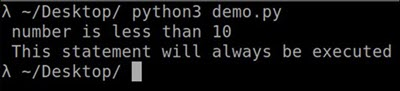 λ ~/Desktop/ python3 demo.py
number is less than 10
This statement will always be executed
λ ~/Desktop/